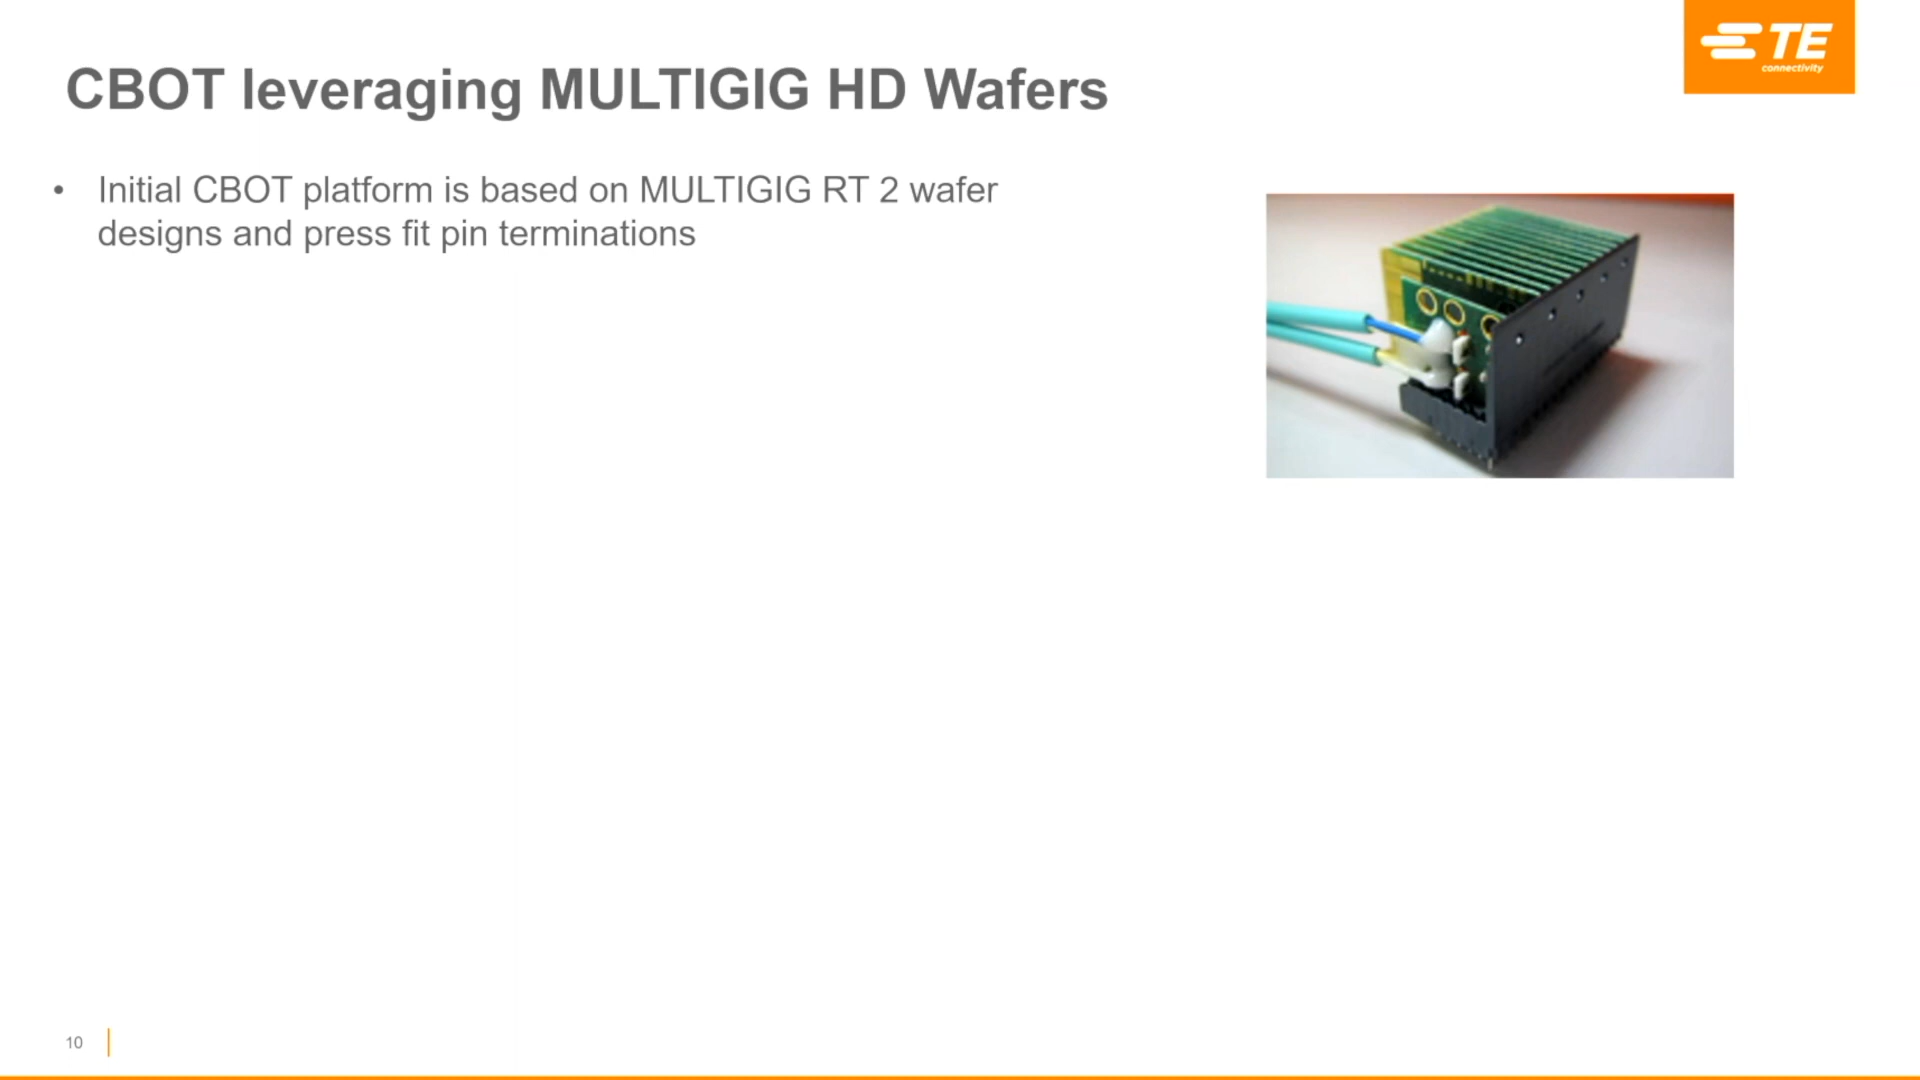 TE
connectivity
CBOT leveraging MULTIGIG HD Wafers
• Initial CBOT platform is based on MULTIGIG RT 2 wafer
designs and press fit pin terminations
10